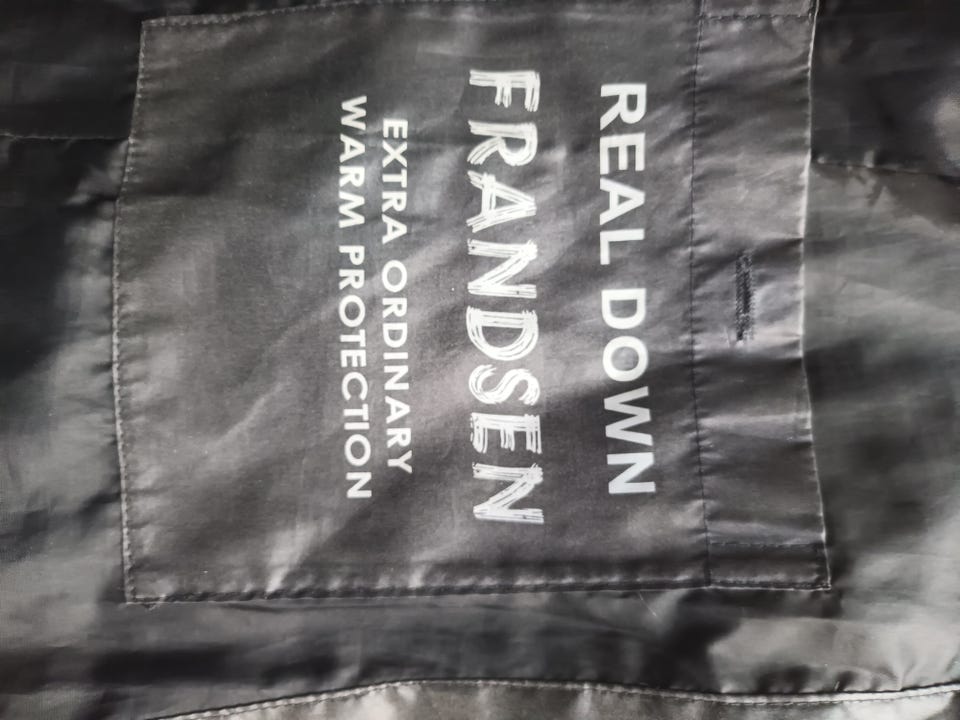 REAL DOWN
FRANDSEN
EXTRA ORDINARY
WARM PROTECTION